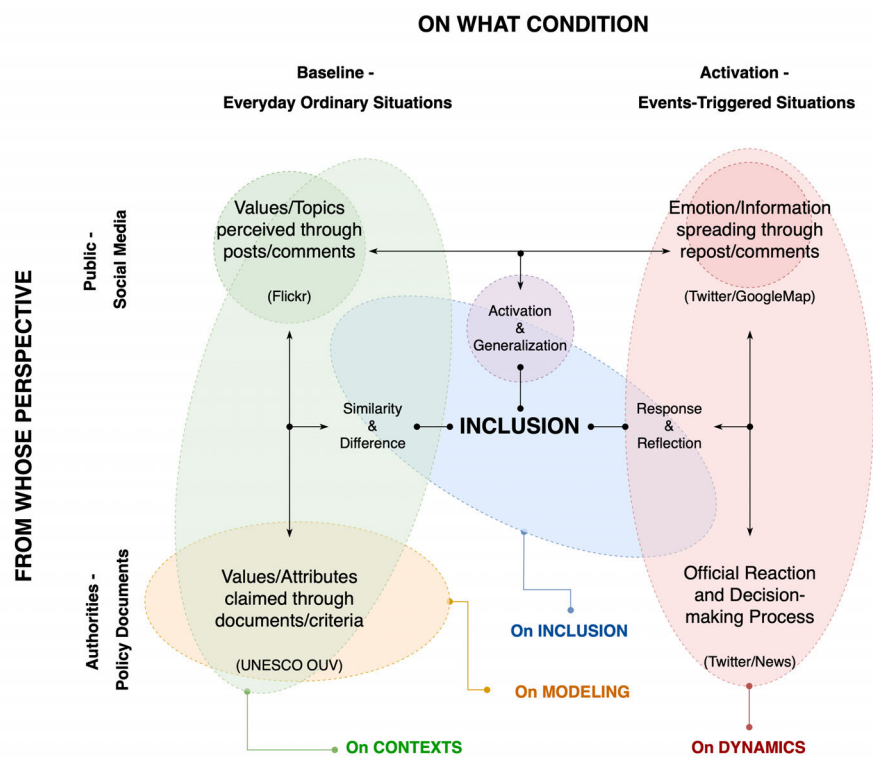 ON WHAT CONDITION
Baseline -
Everyday Ordinary Situations
Activation -
Events-Triggered Situations
FROM WHOSE PERSPECTIVE
Public -
Social Media
Values/Topics
perceived through
posts/comments
(Flickr)
Emotion/Information
spreading through
repost/comments
(Twitter/GoogleMap)
Activation
&
Generalization
Similarity
&
Difference
INCLUSION
Response
&
Reflection
Authorities -
Policy Documents
Values/Attributes
claimed through
documents/criteria
(UNESCO OUV)
Official Reaction
and Decision-
making Process
(Twitter/News)
On INCLUSION
On MODELING
On CONTEXTS
On DYNAMICS